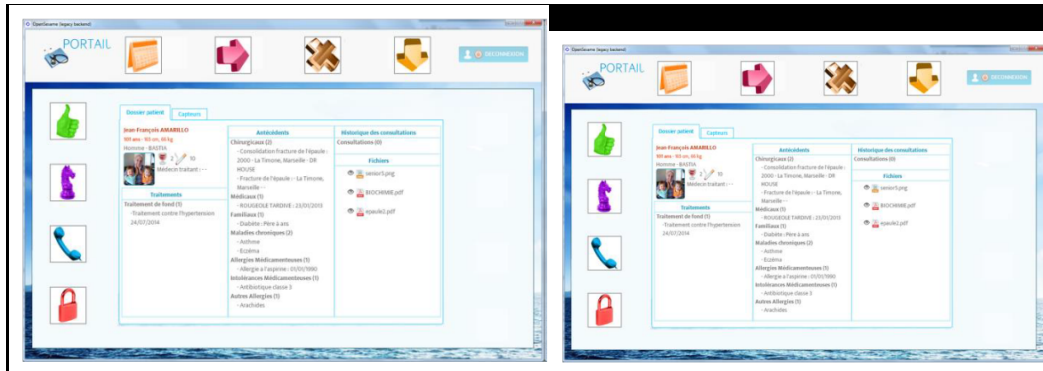 OpenSesame (legacy backend)
PORTAIL
DECONNEXION
Dossier patient
Capteurs
Jean François AMARILLO
Homme - BASTIA
2 10
Médecin traitant : --
Traitements
Traitement de fond (1)
-Traitement contre l'hypertension
24/07/2014
Antécédents
Chirurgicaux (2)
- Consolidation fracture de l'épaule :
2000 - La Timone, Marseille - DR
HOUSE
- Fracture de l'épaule : - La Timone,
Marseille --
Médicaux (1)
- ROUGEOLE TARDIVE : 23/01/2015
Familiaux (1)
- Diabète : Père à ans
Maladies chroniques (2)
- Asthme
- Eczéma
Allergies Médicamenteuses (1)
- Allergie a l'asprine : 01/01/1980
Intolérances Médicamenteuses (1)
- Antibiotique classe 3
Autres Allergies (1)
- Arachides
Historique des consultations
Consultations (0)
Fichiers
senior5.png
BIOCHIMIE.pdf
epaule2.pdf
OpenSesame (legacy backend)
PORTAIL
DECONNEXION
Dossier patient
Capteurs
Jean François AMARILLO
Homme - BASTIA
2 10
Médecin traitant : --
Traitements
Traitement de fond (1)
-Traitement contre l'hypertension
24/07/2014
Antécédents
Chirurgicaux (2)
- Consolidation fracture de l'épaule :
2000 - La Timone, Marseille - DR
HOUSE
- Fracture de l'épaule : - La Timone,
Marseille --
Médicaux (1)
- ROUGEOLE TARDIVE : 23/01/2015
Familiaux (1)
- Diabète : Père à ans
Maladies chroniques (2)
- Asthme
- Eczéma
Allergies Médicamenteuses (1)
- Allergie a l'asprine : 01/01/1980
Intolérances Médicamenteuses (1)
- Antibiotique classe 3
Autres Allergies (1)
- Arachides
Historique des consultations
Consultations (0)
Fichiers
senior5.png
BIOCHIMIE.pdf
epaule2.pdf